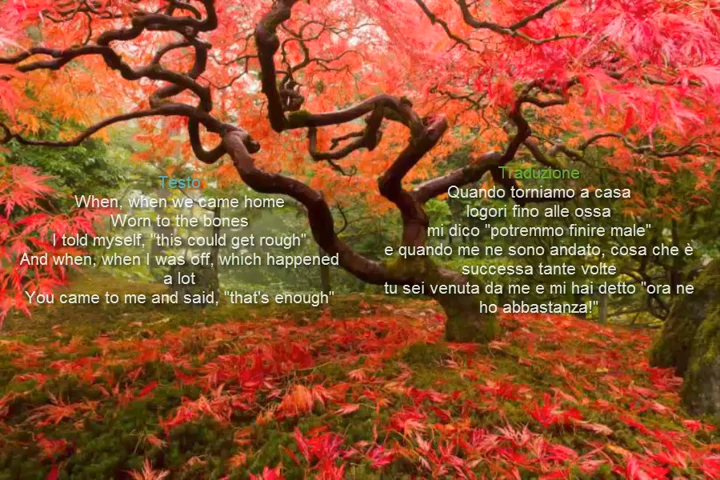 Testo
When, when we came home
Worn to the bones
I told myself, "this could get rough"
And when, when I was off, which happened
a lot
You came to me and said, "that's enough"
Traduzione
Quando torniamo a casa
logori fino alle ossa
mi dico "potremmo finire male"
e quando me ne sono andato, cosa che è
successa tante volte
tu sei venuta da me e mi hai detto "ora ne
ho abbastanza!"